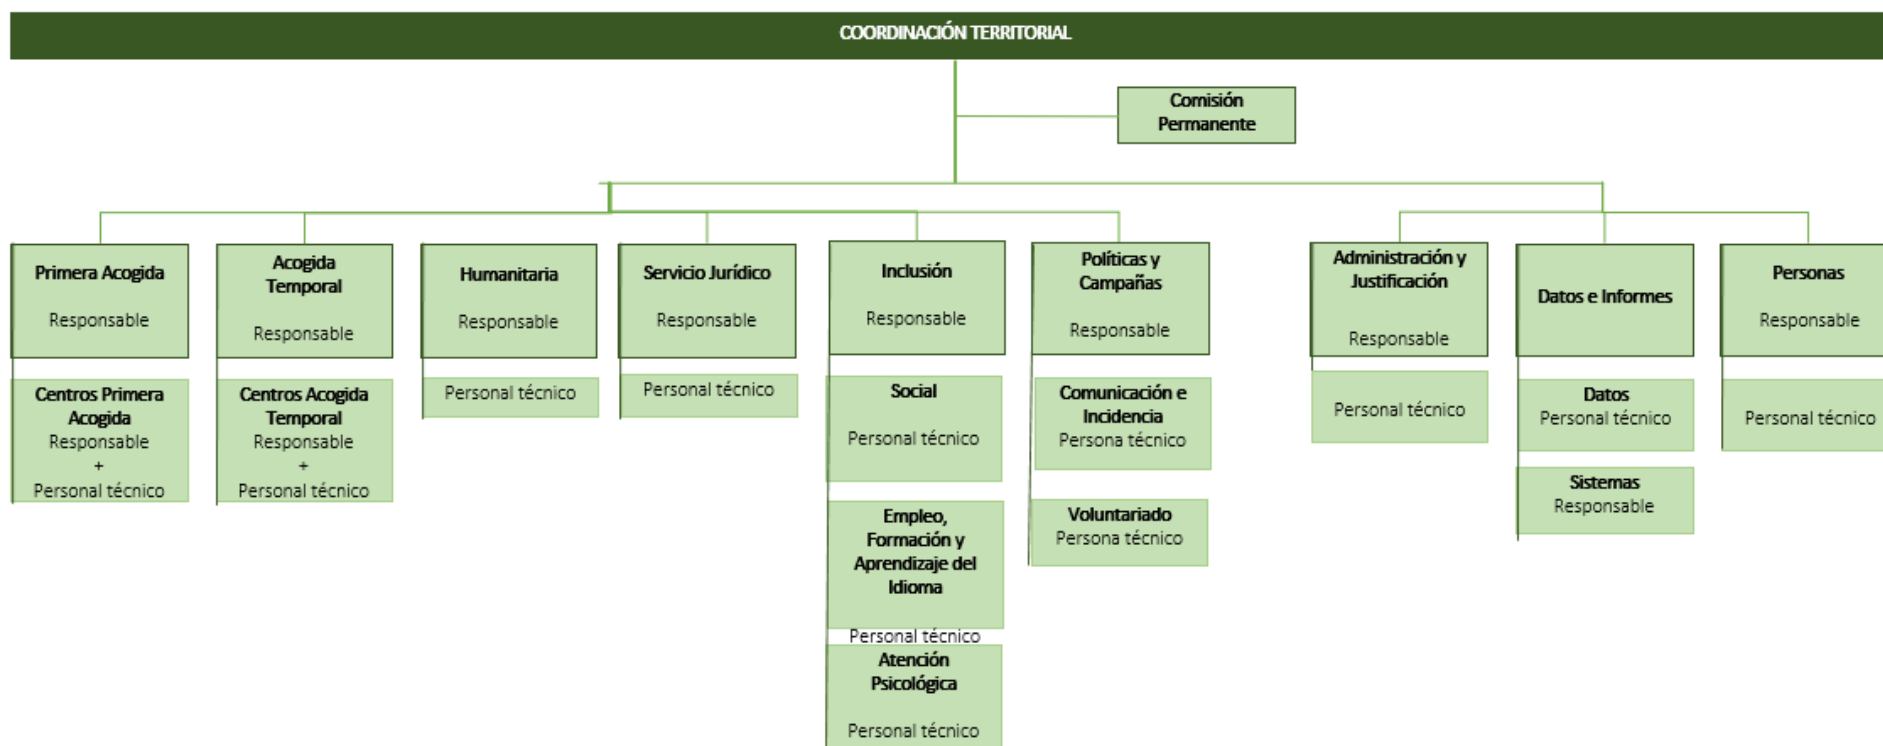 COORDINACIÓN TERRITORIAL
Comisión
Permanente
Primera Acogida
Responsable
Centros Primera
Acogida
Responsable
+
Personal técnico
Acogida
Temporal
Responsable
Centros Acogida
Temporal
Responsable
+
Personal técnico
Humanitaria
Responsable
Personal técnico
Servicio Jurídico
Responsable
Personal técnico
Inclusión
Responsable
Social
Personal técnico
Empleo,
Formación y
Aprendizaje del
Idioma
Personal técnico
Atención
Psicológica
Personal técnico
Políticas y
Campañas
Responsable
Comunicación e
Incidencia
Persona técnico
Voluntariado
Persona técnico
Administración y
Justificación
Responsable
Personal técnico
Datos e Informes
Datos
Personal técnico
Sistemas
Responsable
Personas
Responsable
Personal técnico